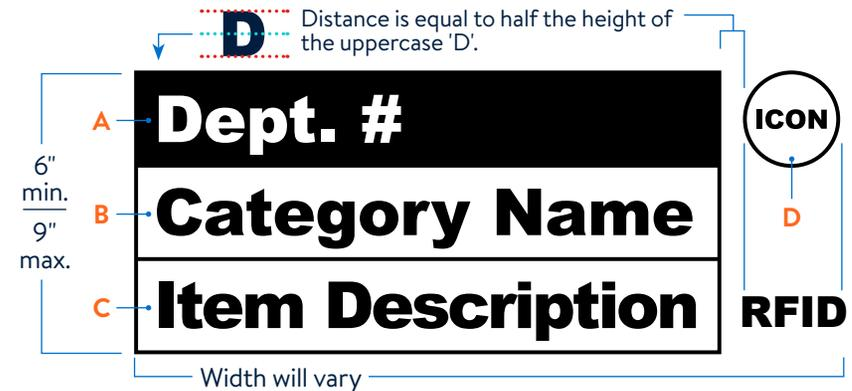 D
Distance is equal to half the height of
the uppercase 'D'.
A
Dept. #
ICON
6"
min.
9"
max.
B
Category Name
D
C
Item Description
RFID
Width will vary